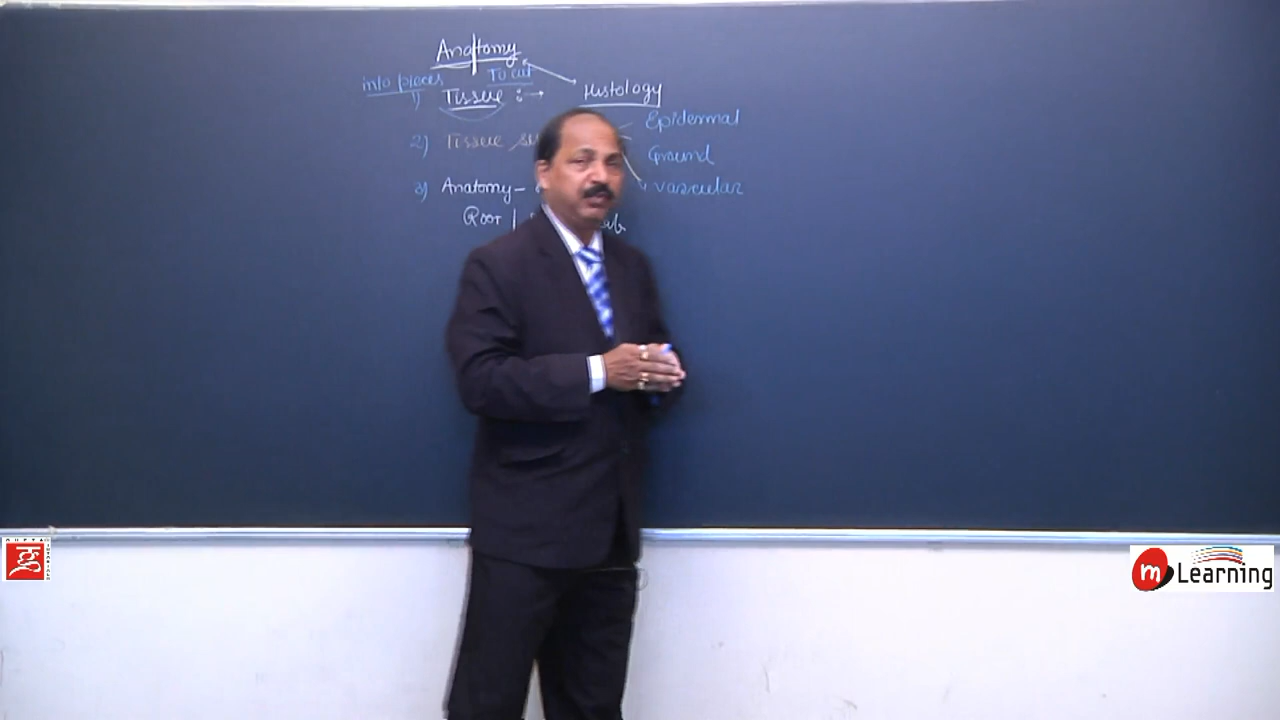 Anatomy
into pieces To cut
1) Tissue : → Histology
Epidermal
2) Tissue
Ground
3) Anatomy –
vascular
Root |
m Learning